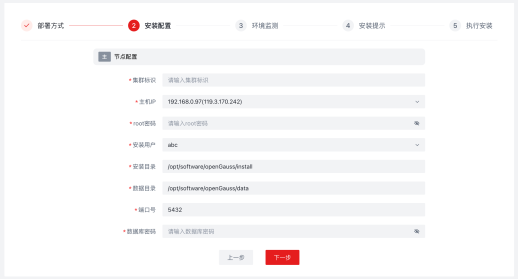 部署方式
2 安装配置
3 环境监测
4 安装提示
5 执行安装
主 节点配置
*集群标识 请输入集群标识
*主机IP 192.168.0.97(119.3.170.242)
*root密码 请输入root密码
*安装用户 abc
*安装目录 /opt/software/openGauss/install
*数据目录 /opt/software/openGauss/data
*端口号 5432
*数据库密码 请输入数据库密码
上一步 下一步